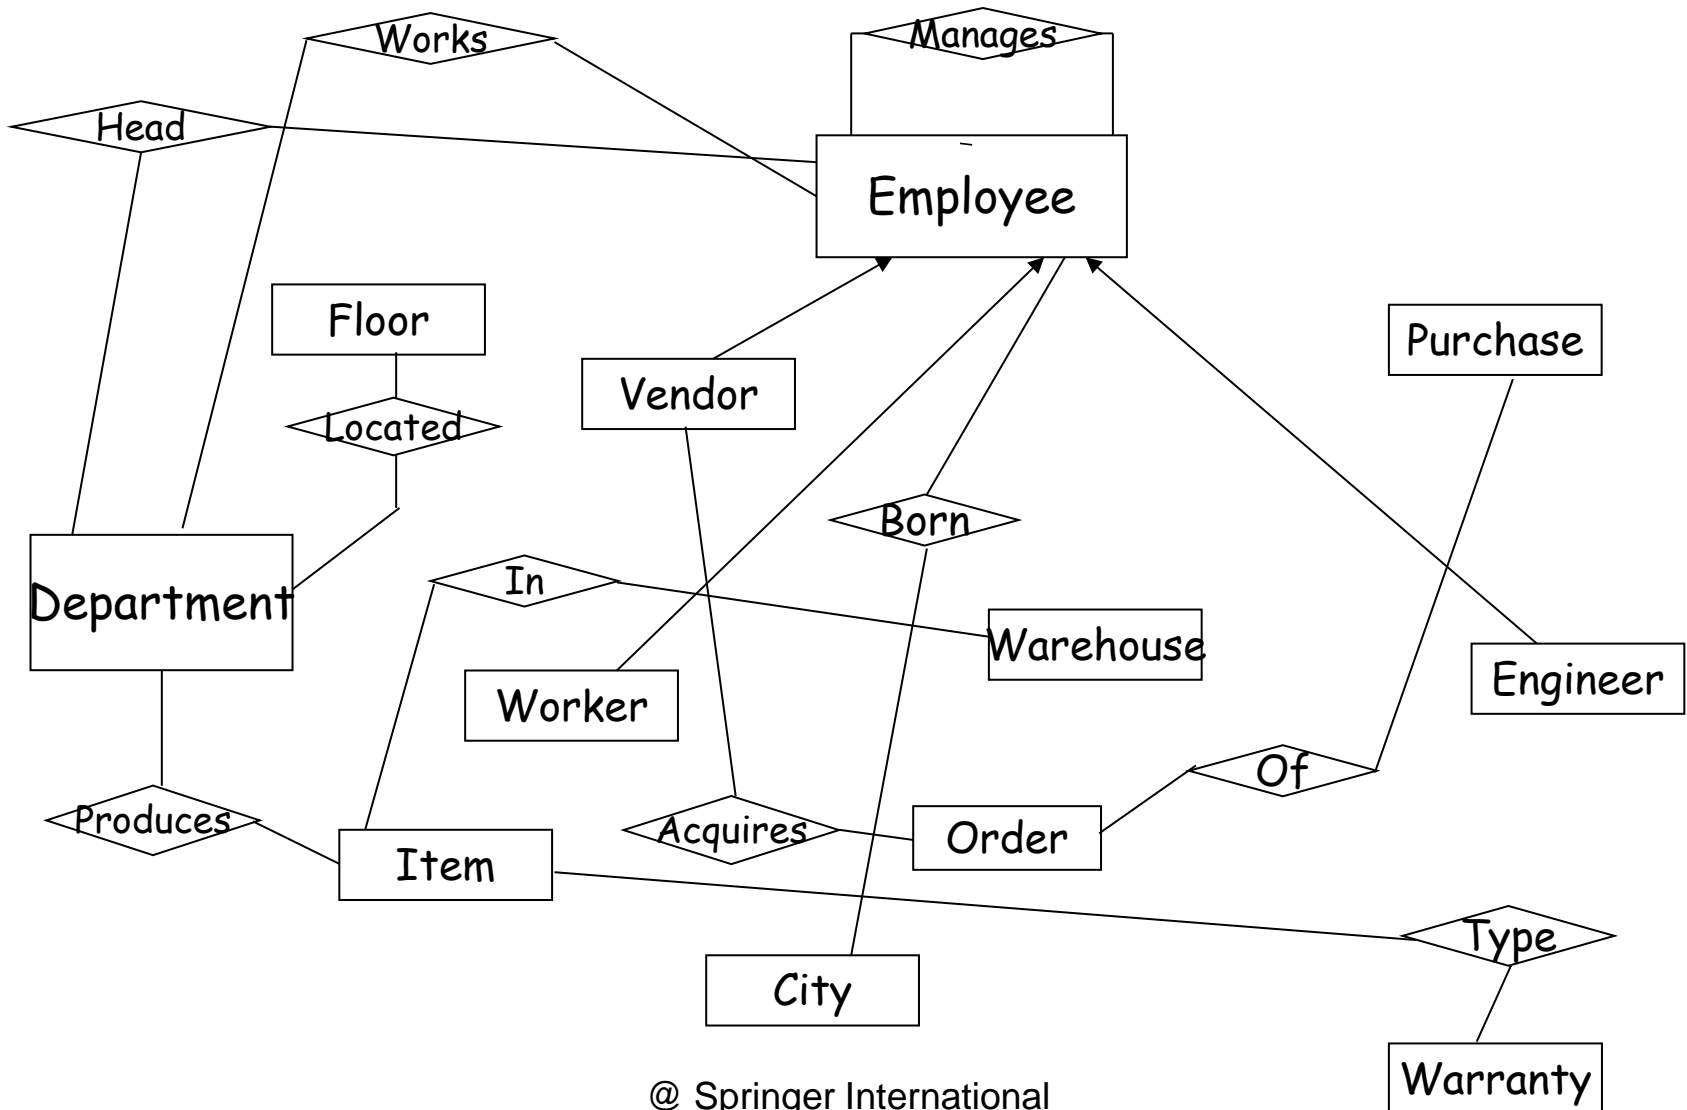 Works
Manages
Head
Employee
Floor
Purchase
Vendor
Located
Born
In
Department
Warehouse
Engineer
Worker
Of
Produces
Acquires
Order
Item
Type
City
Warranty
@ Springer International